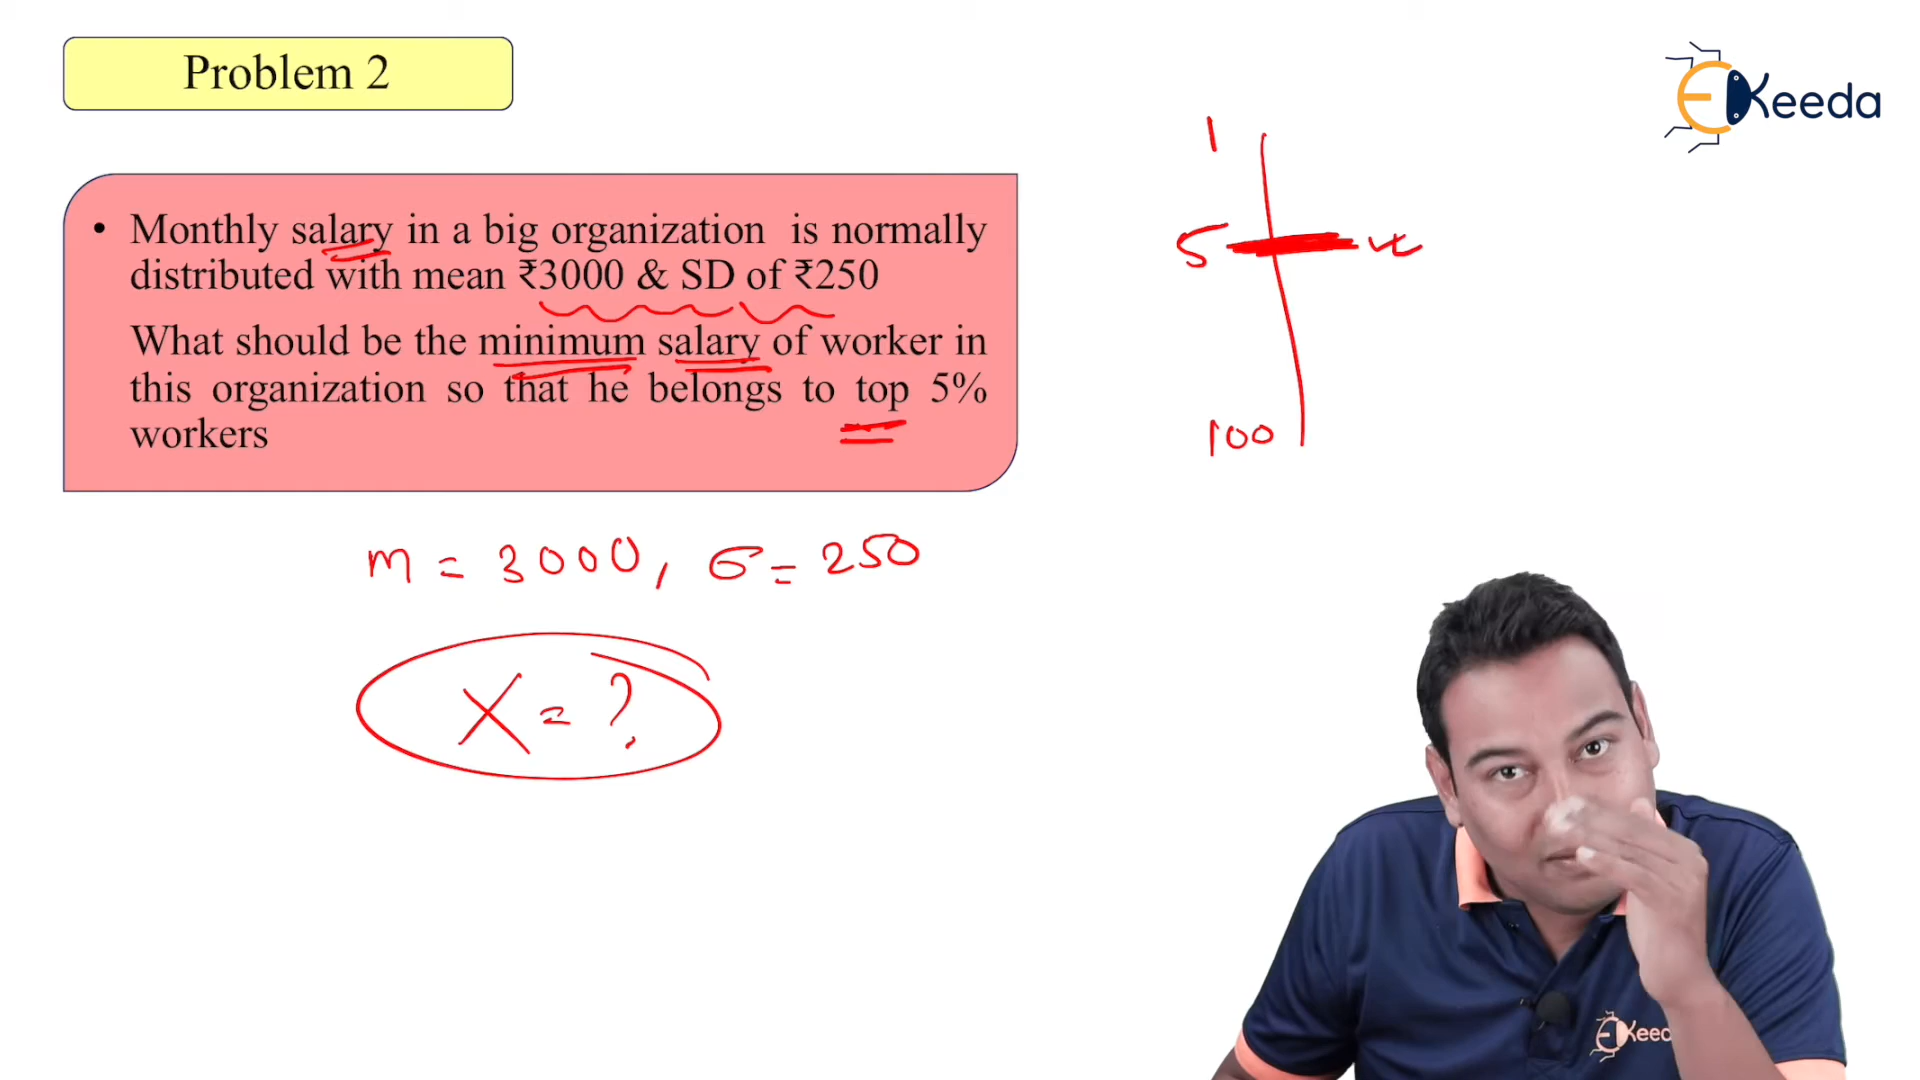 Problem 2
EKeeda
• Monthly salary in a big organization is normally
distributed with mean ₹3000 & SD of ₹250
What should be the minimum salary of worker in
this organization so that he belongs to top 5%
workers
1
5
100
m = 3000, σ = 250
X = ?
EKeed